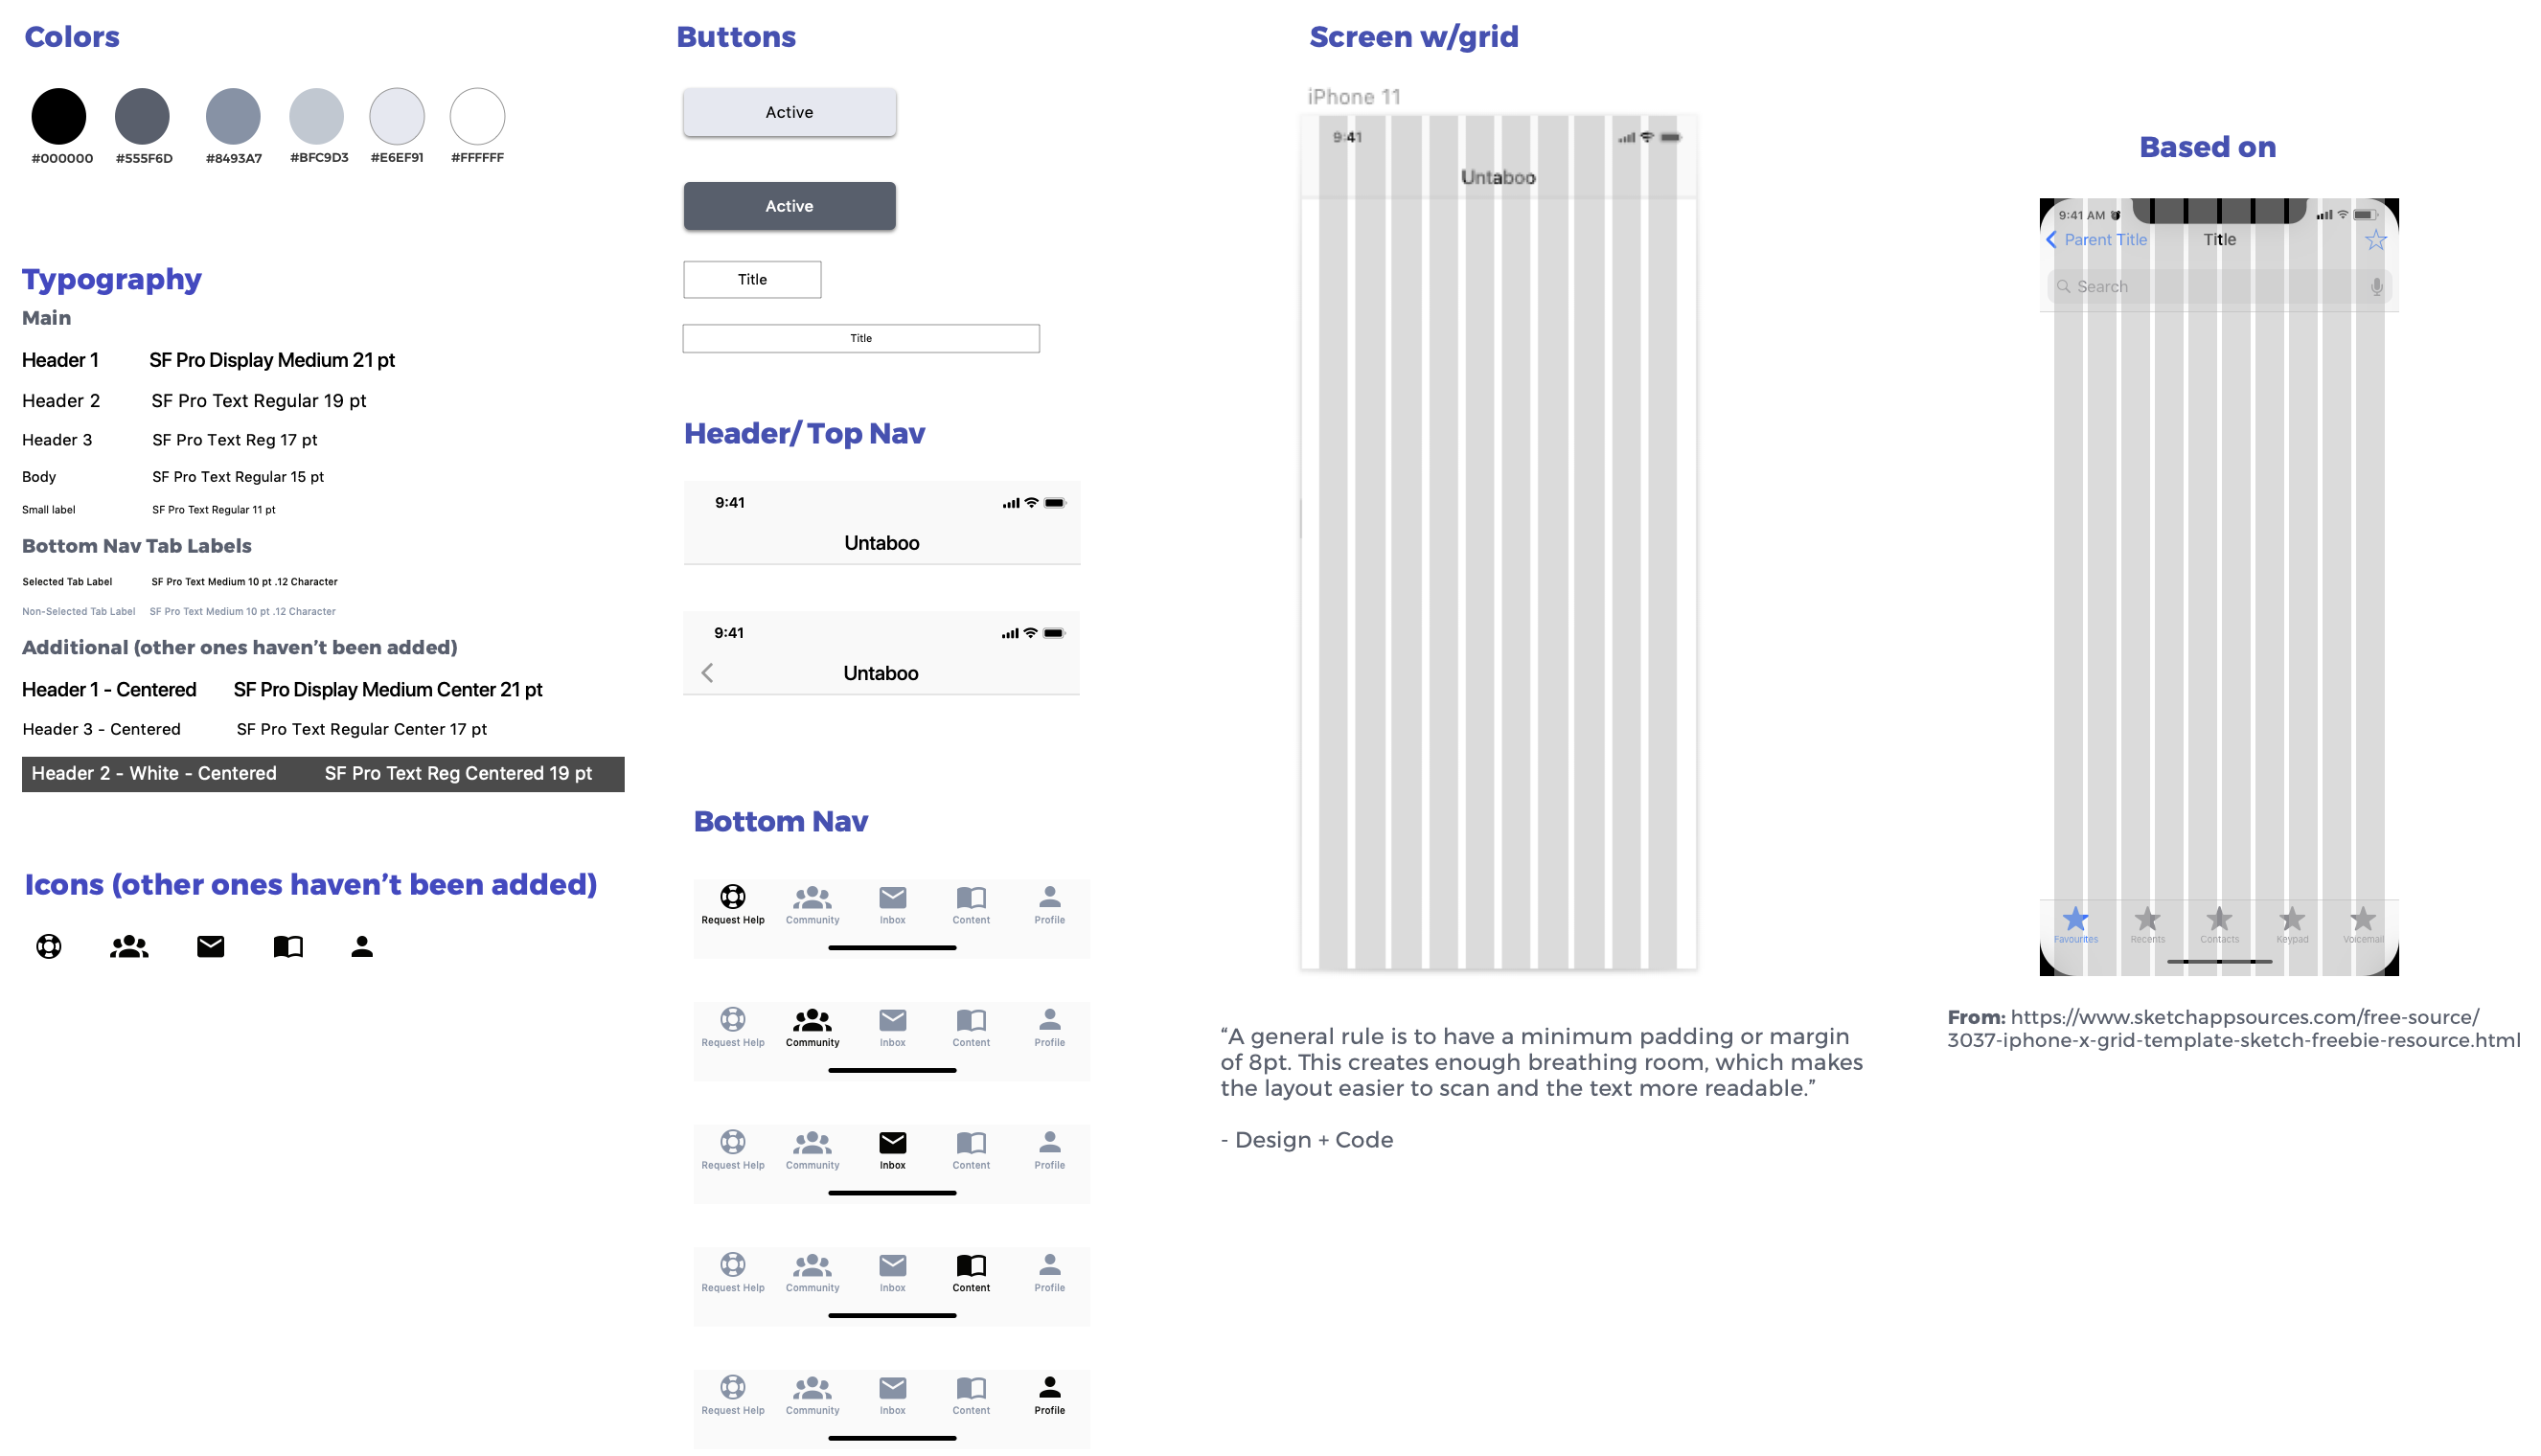 Colors
#000000 #555F6D #8493A7 #BFC9D3 #E6EF91 #FFFFFF
Typography
Main
Header 1 SF Pro Display Medium 21 pt
Header 2 SF Pro Text Regular 19 pt
Header 3 SF Pro Text Reg 17 pt
Body SF Pro Text Regular 15 pt
Small label SF Pro Text Regular 11 pt
Bottom Nav Tab Labels
Selected Tab Label SF Pro Text Medium 10 pt .12 Character
Non-Selected Tab Label SF Pro Text Medium 10 pt .12 Character
Additional (other ones haven’t been added)
Header 1 - Centered SF Pro Display Medium Center 21 pt
Header 3 - Centered SF Pro Text Regular Center 17 pt
Header 2 - White - Centered SF Pro Text Reg Centered 19 pt
Icons (other ones haven’t been added)
Buttons
Active
Active
Title
Title
Header/ Top Nav
9:41
Untaboo
9:41
Untaboo
Bottom Nav
Request Help Community Inbox Content Profile
Request Help Community Inbox Content Profile
Request Help Community Inbox Content Profile
Request Help Community Inbox Content Profile
Request Help Community Inbox Content Profile
Screen w/grid
iPhone 11
9:41
Untaboo
“A general rule is to have a minimum padding or margin
of 8pt. This creates enough breathing room, which makes
the layout easier to scan and the text more readable.”
- Design + Code
Based on
9:41 AM
Parent Title Title
Search
Favourites Recents Contacts Keypad Voicemail
From: https://www.sketchappsources.com/free-source/
3037-iphone-x-grid-template-sketch-freebie-resource.html